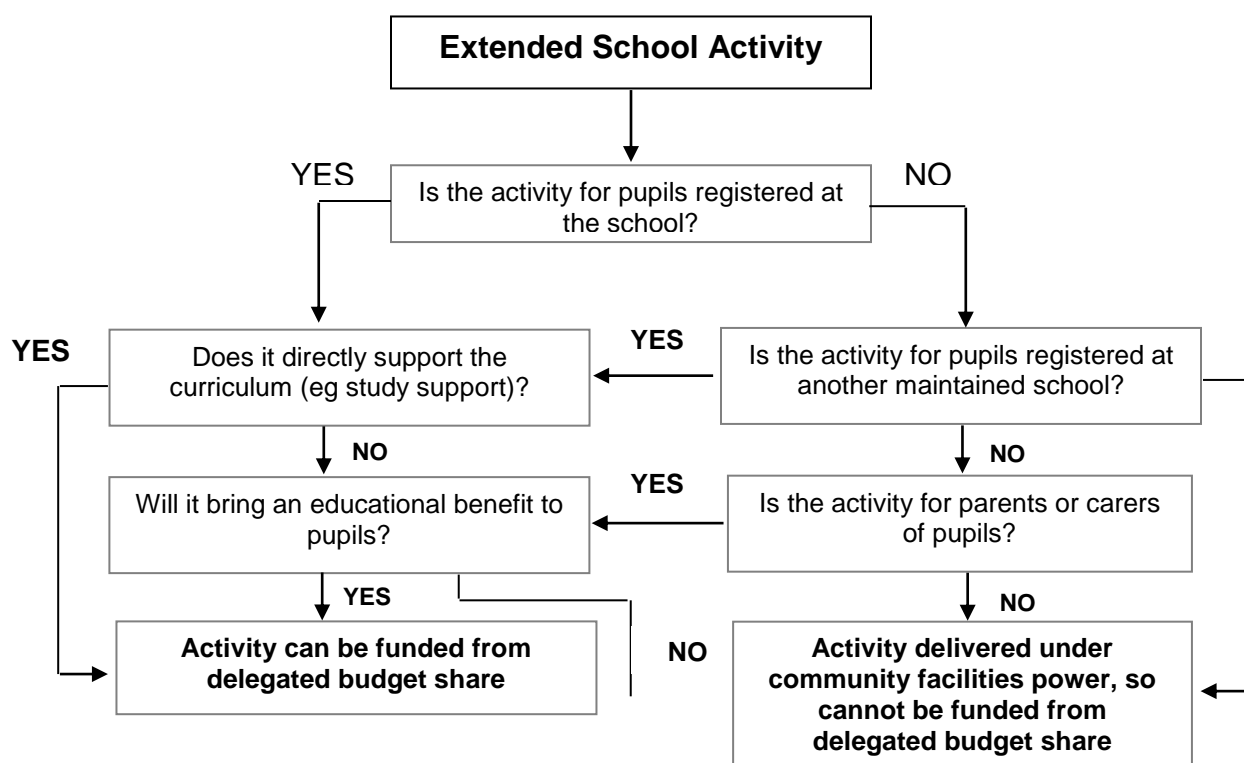 Extended School Activity
YES
NO
Is the activity for pupils registered at
the school?
YES
Does it directly support the
curriculum (eg study support)?
YES
Is the activity for pupils registered at
another maintained school?
NO
NO
Will it bring an educational benefit to
pupils?
YES
Is the activity for parents or carers
of pupils?
YES
NO
Activity can be funded from
delegated budget share
NO
Activity delivered under
community facilities power, so
cannot be funded from
delegated budget share